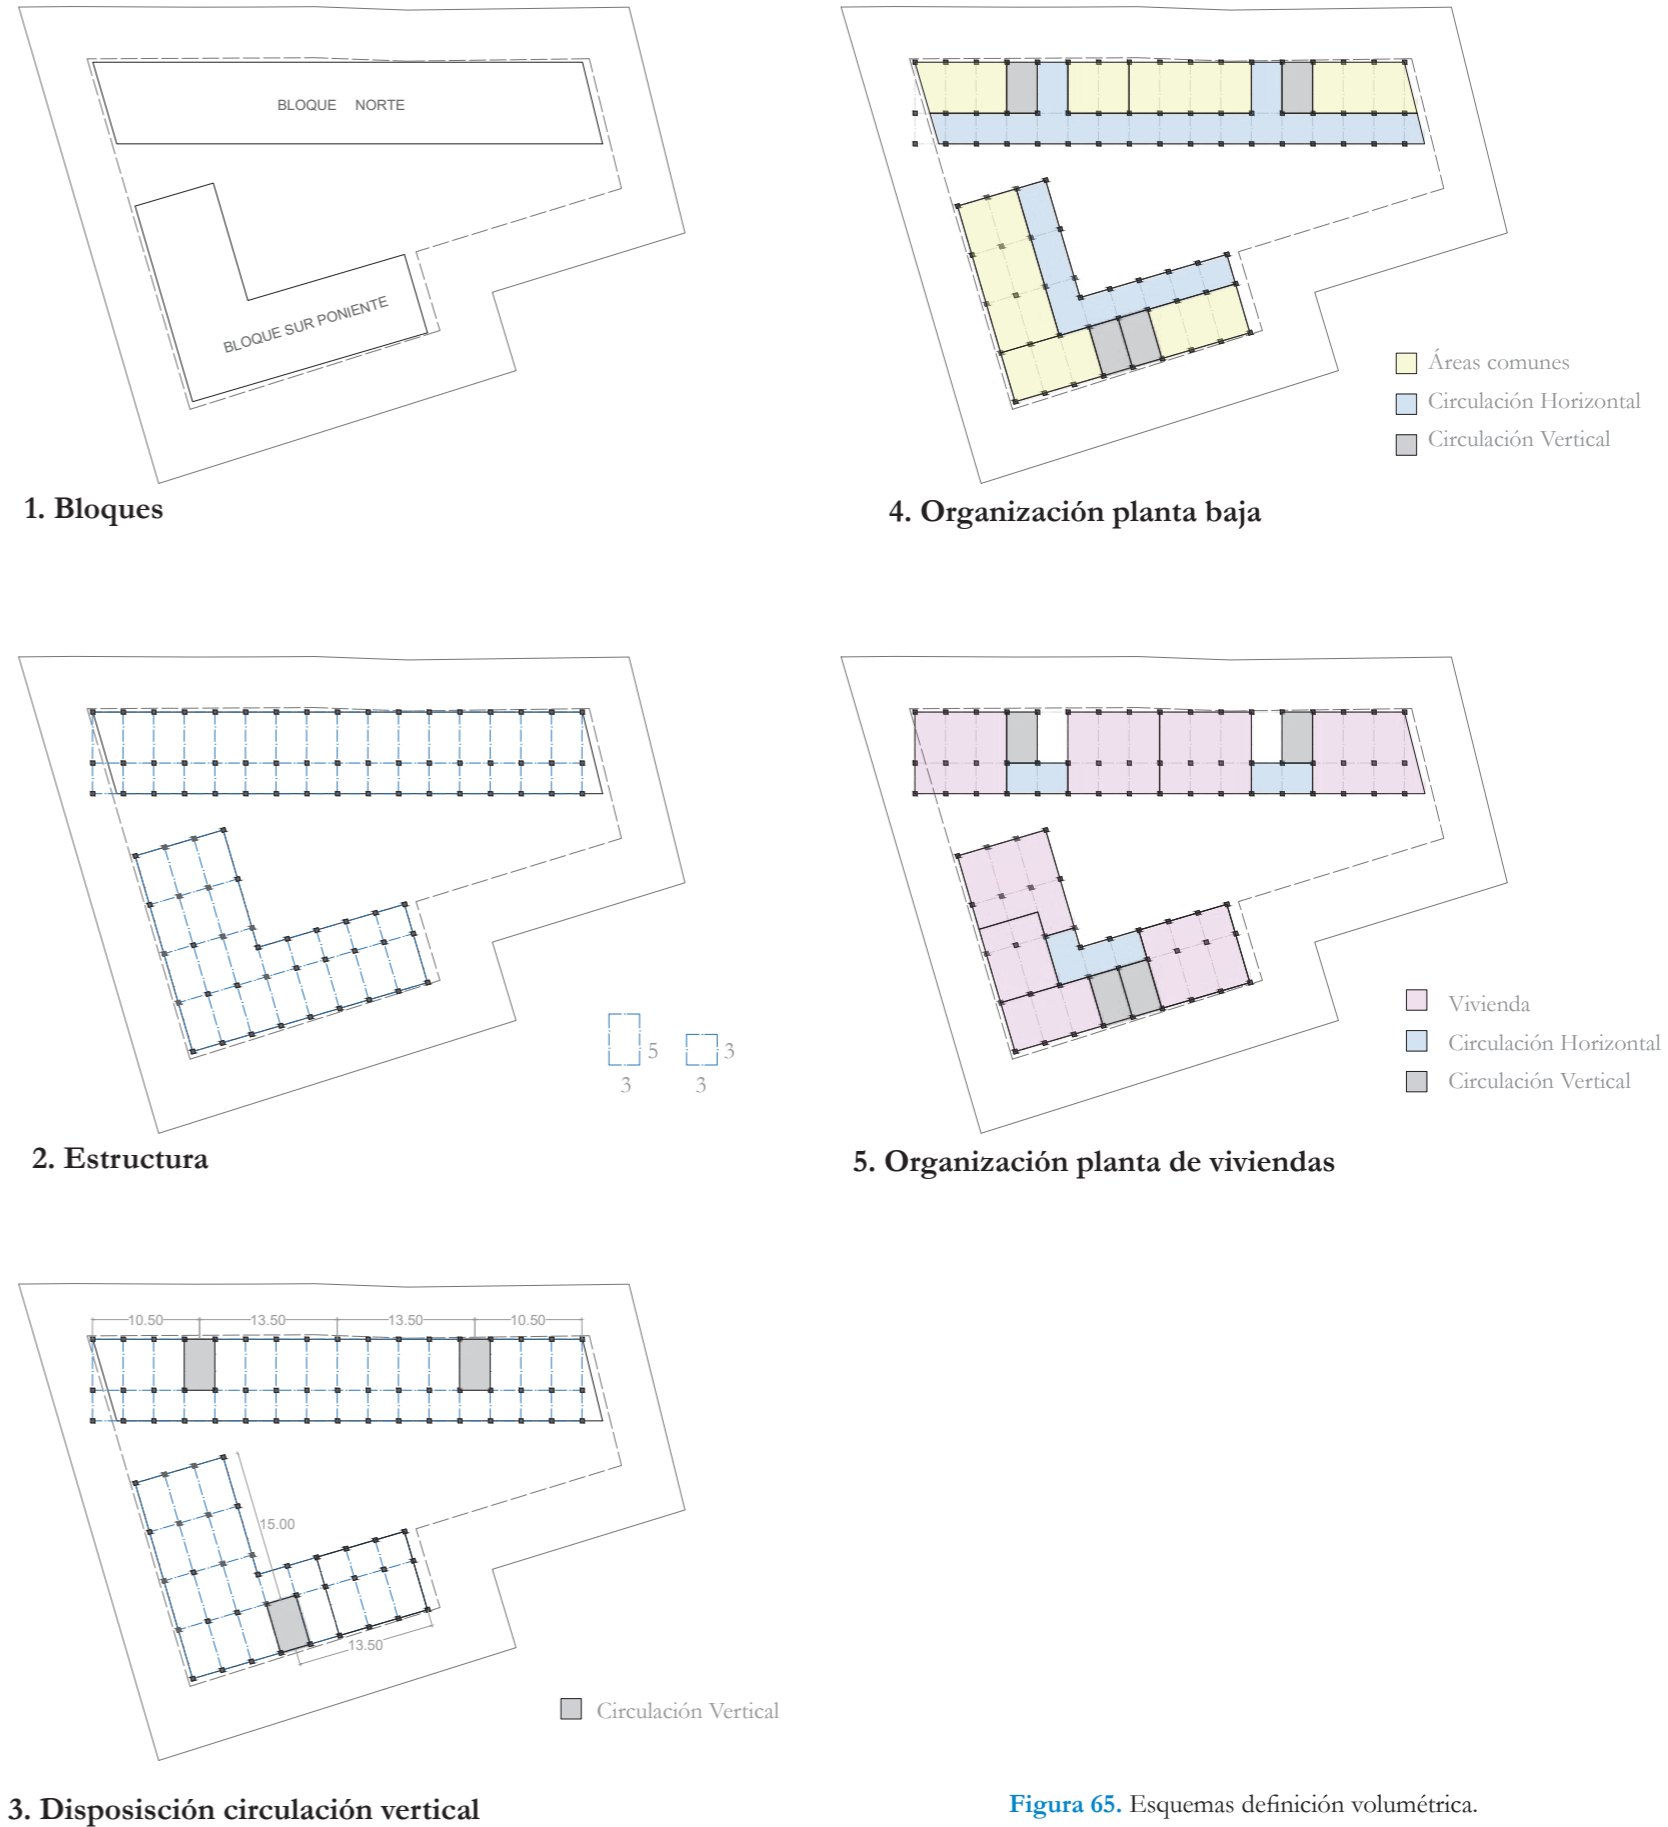 BLOQUE NORTE
BLOQUE SUR PONIENTE
1. Bloques
5
3
3
3
2. Estructura
10.50 13.50 13.50 10.50
15.00
13.50
Circulación Vertical
3. Disposisción circulación vertical
Áreas comunes
Circulación Horizontal
Circulación Vertical
4. Organización planta baja
Vivienda
Circulación Horizontal
Circulación Vertical
5. Organización planta de viviendas
Figura 65. Esquemas definición volumétrica.